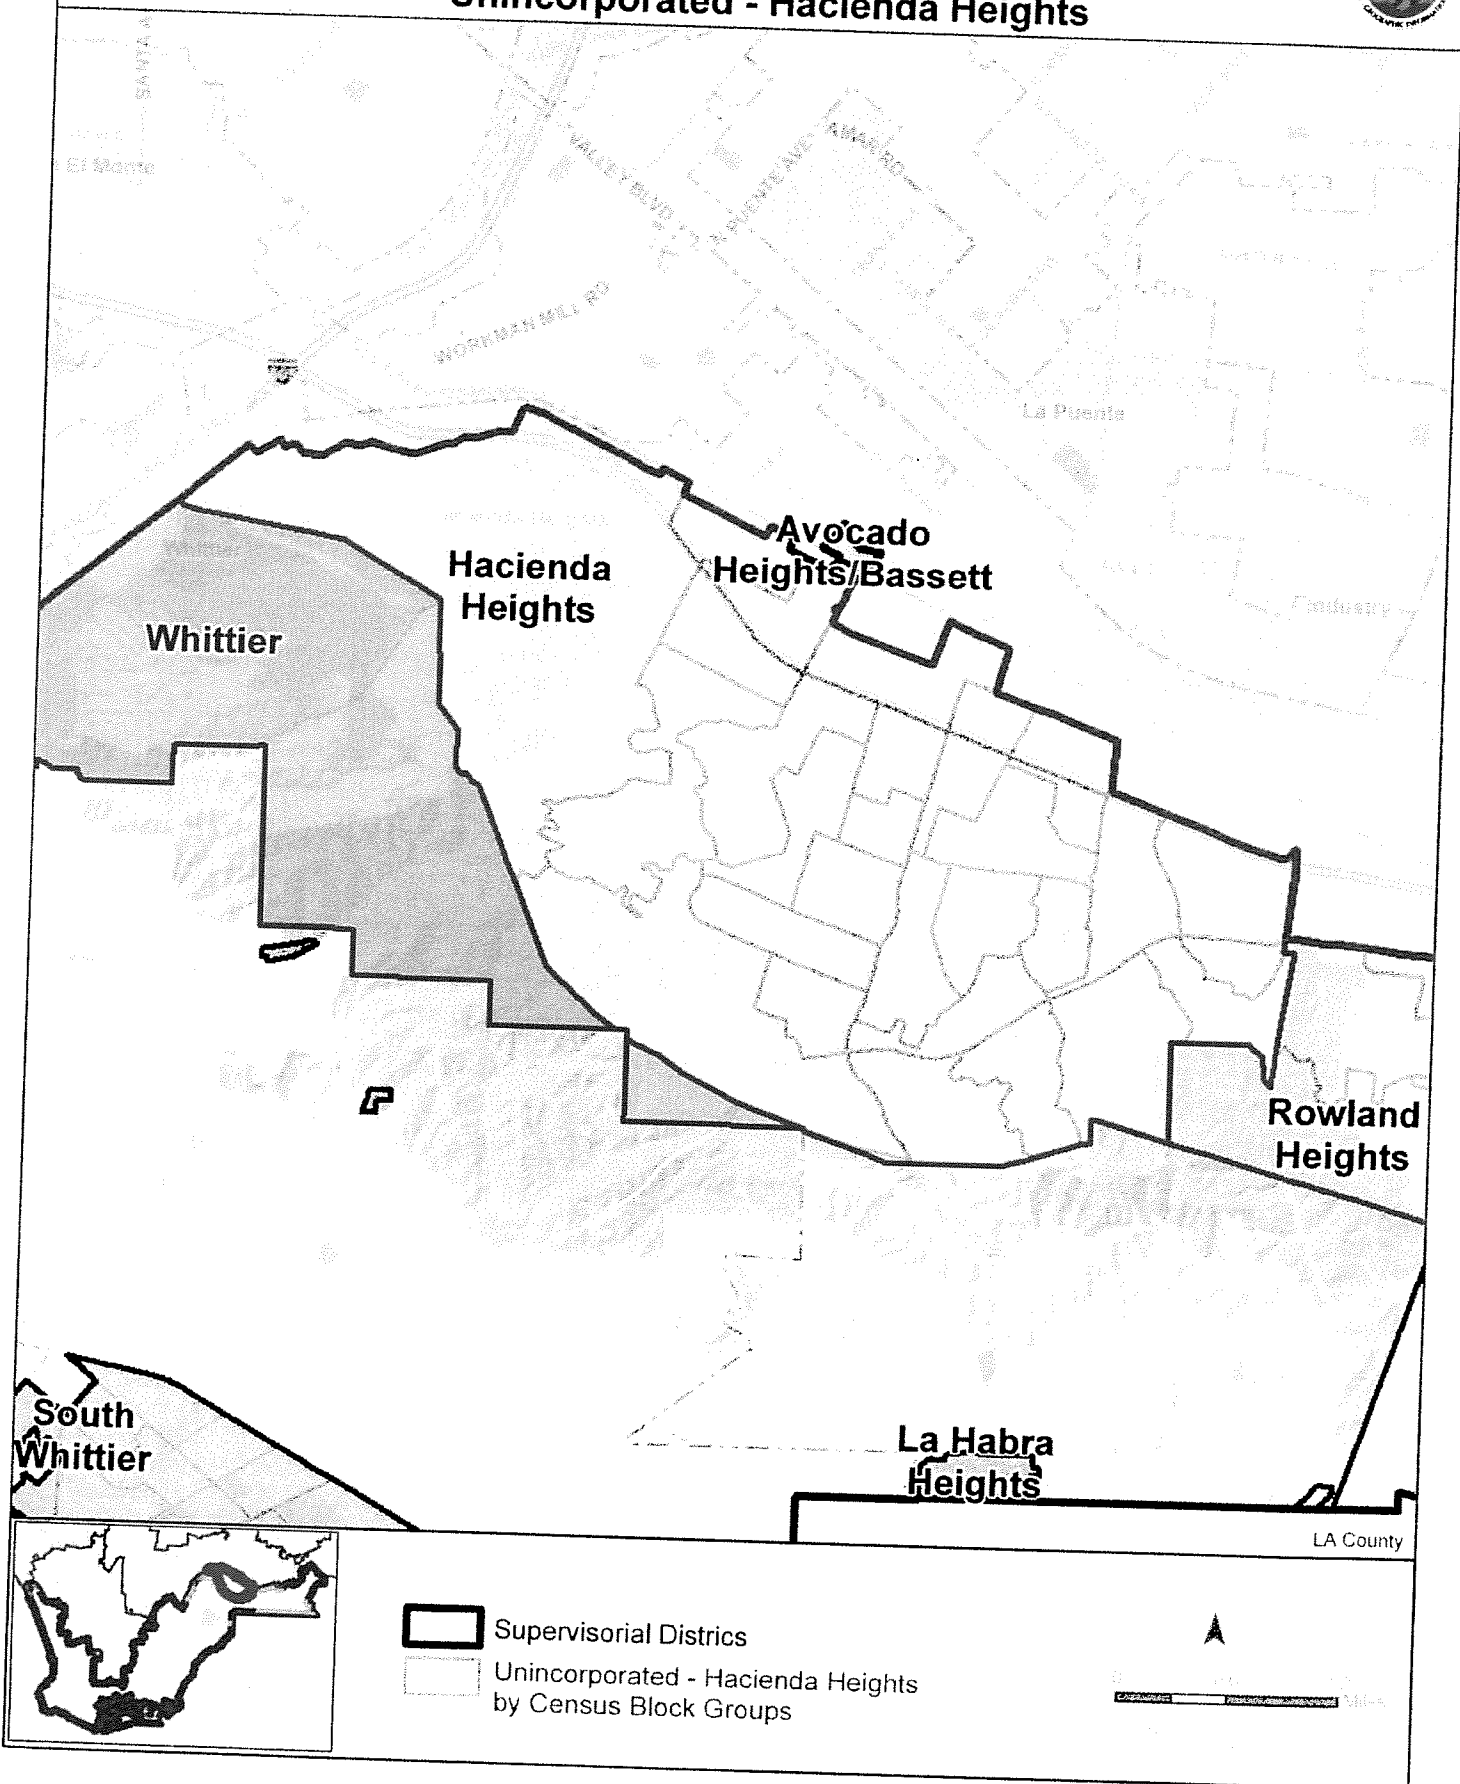 Unincorporated - Hacienda Heights
El Monte
VALLEY BLVD
PUENTE AVE
AMAR RD
WORKMAN MILL RD
La Puente
Avocado
Heights/Bassett
Hacienda
Heights
Industry
Whittier
Rowland
Heights
South
Whittier
La Habra
Heights
LA County
Supervisorial Districs
Unincorporated - Hacienda Heights
by Census Block Groups